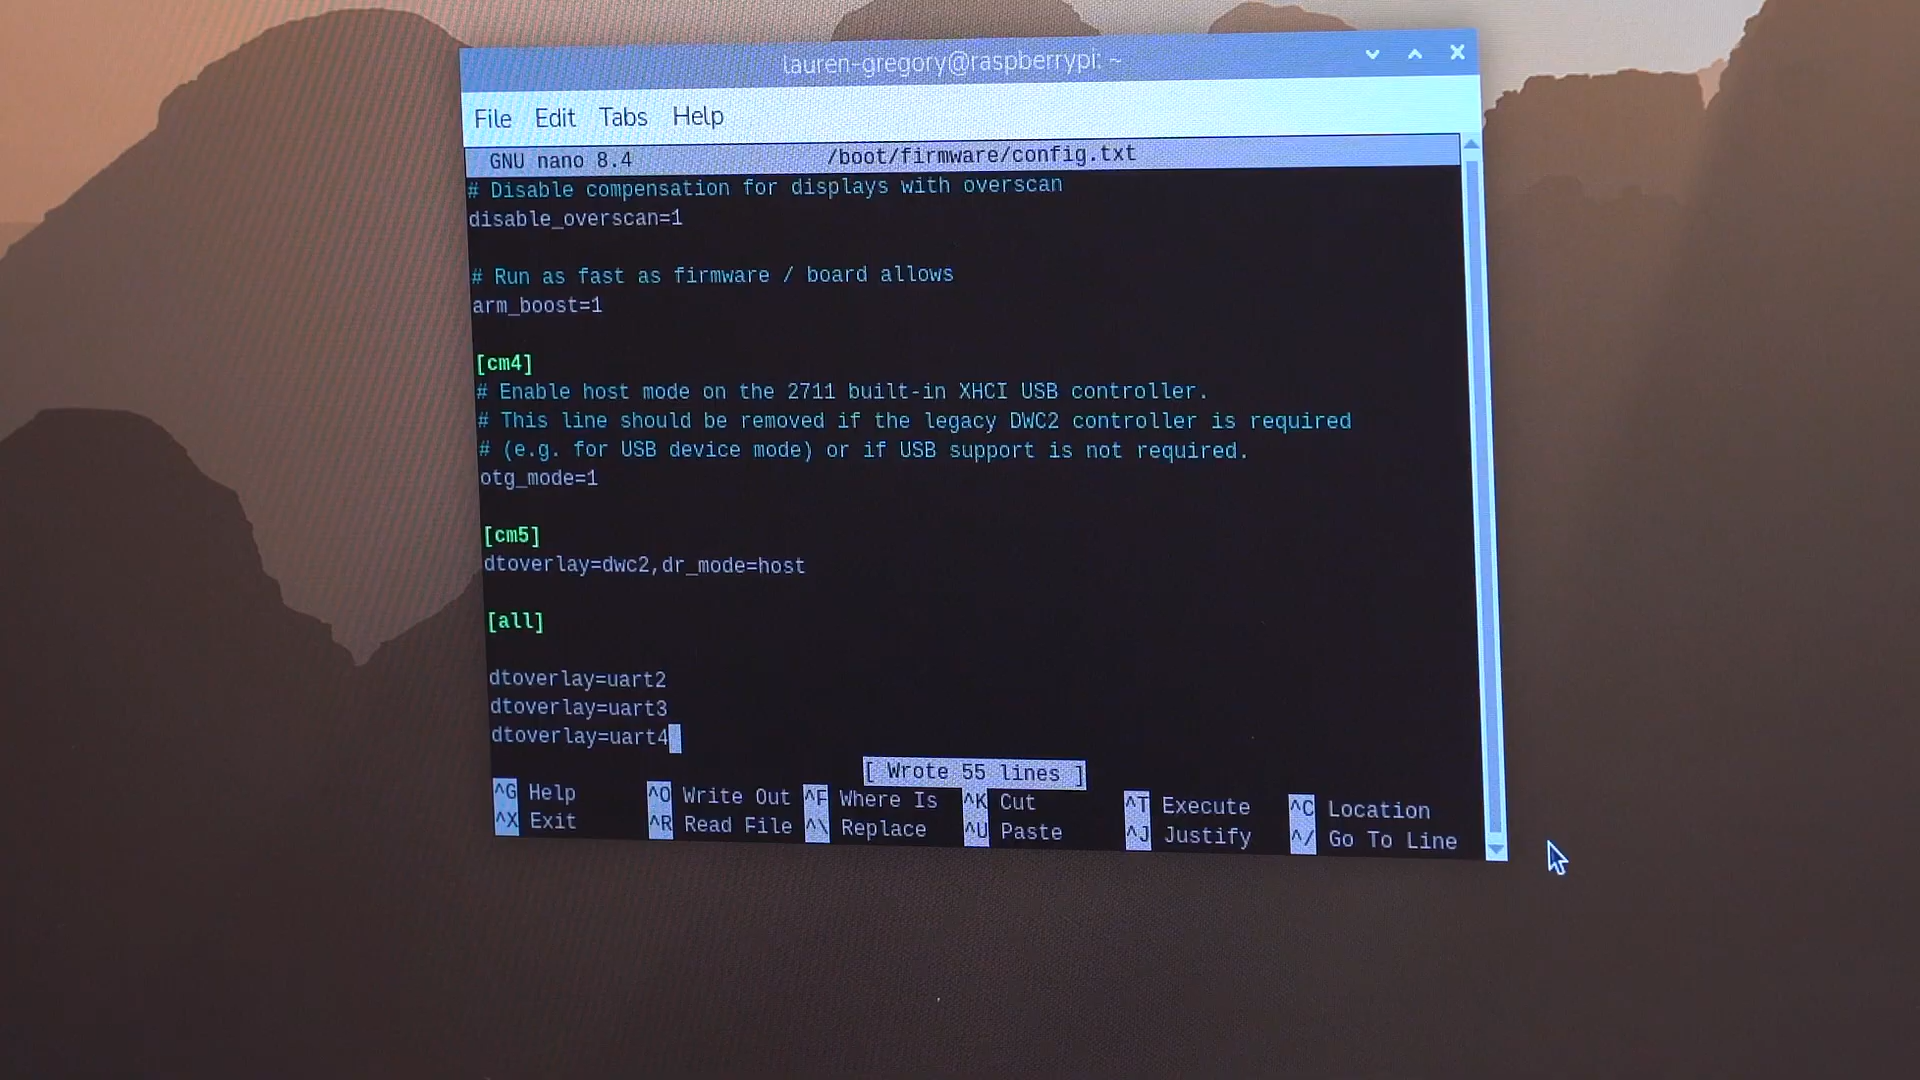 lauren-gregory@raspberrypi: ~
File Edit Tabs Help
GNU nano 8.4 /boot/firmware/config.txt
# Disable compensation for displays with overscan
disable_overscan=1
# Run as fast as firmware / board allows
arm_boost=1
[cm4]
# Enable host mode on the 2711 built-in XHCI USB controller.
# This line should be removed if the legacy DWC2 controller is required
# (e.g. for USB device mode) or if USB support is not required.
otg_mode=1
[cm5]
dtoverlay=dwc2,dr_mode=host
[all]
dtoverlay=uart2
dtoverlay=uart3
dtoverlay=uart4
[ Wrote 55 lines ]
^G Help ^O Write Out ^F Where Is ^K Cut ^T Execute ^C Location
^X Exit ^R Read File ^\ Replace ^U Paste ^J Justify ^/ Go To Line